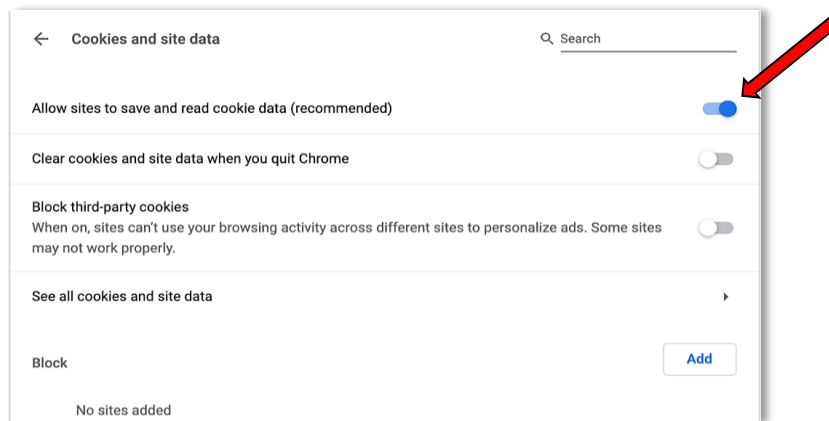 Cookies and site data
Search
Allow sites to save and read cookie data (recommended)
Clear cookies and site data when you quit Chrome
Block third-party cookies
When on, sites can't use your browsing activity across different sites to personalize ads. Some sites
may not work properly.
See all cookies and site data
Block
Add
No sites added